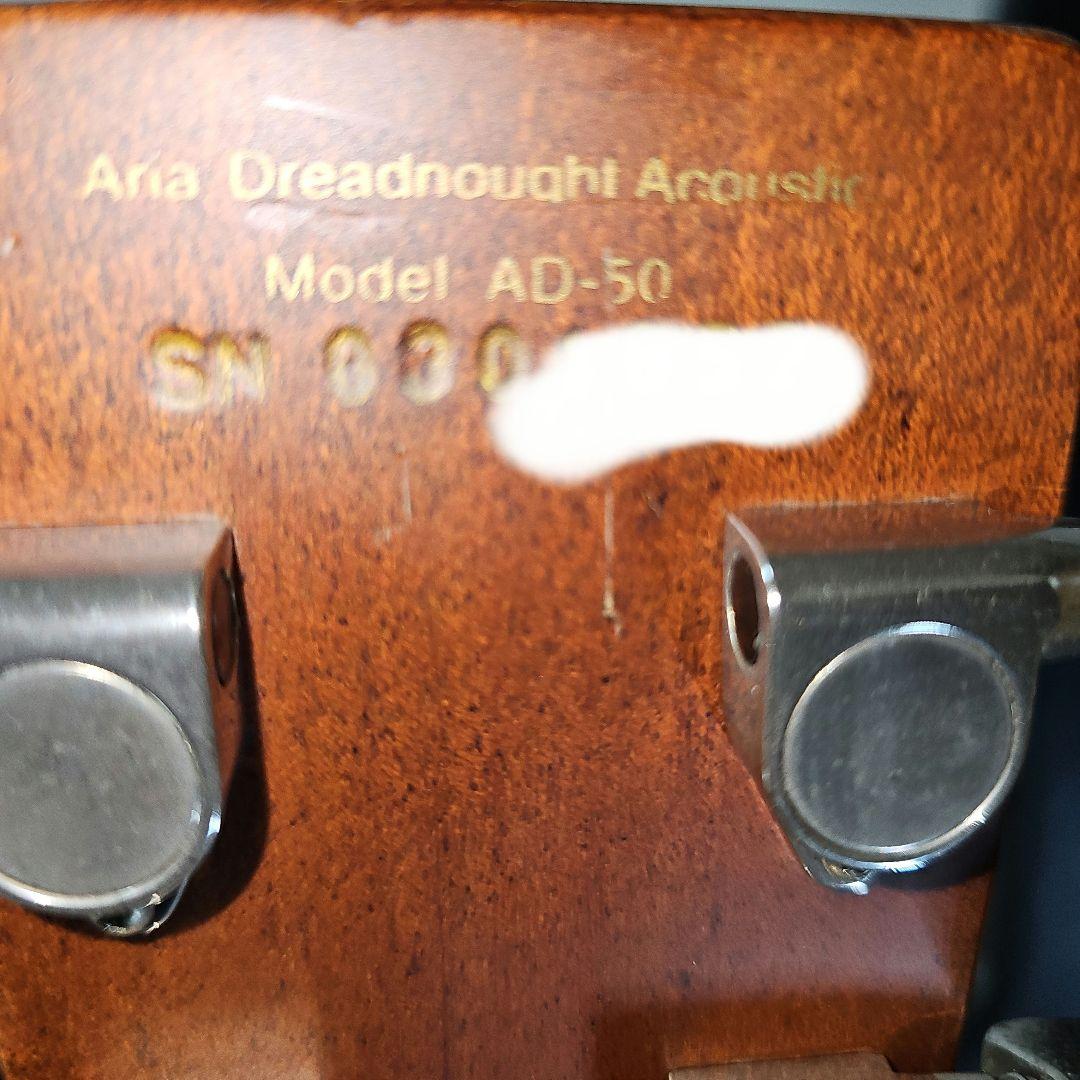 Aria Dreadnought Acoustic
Model AD-50
SN 030